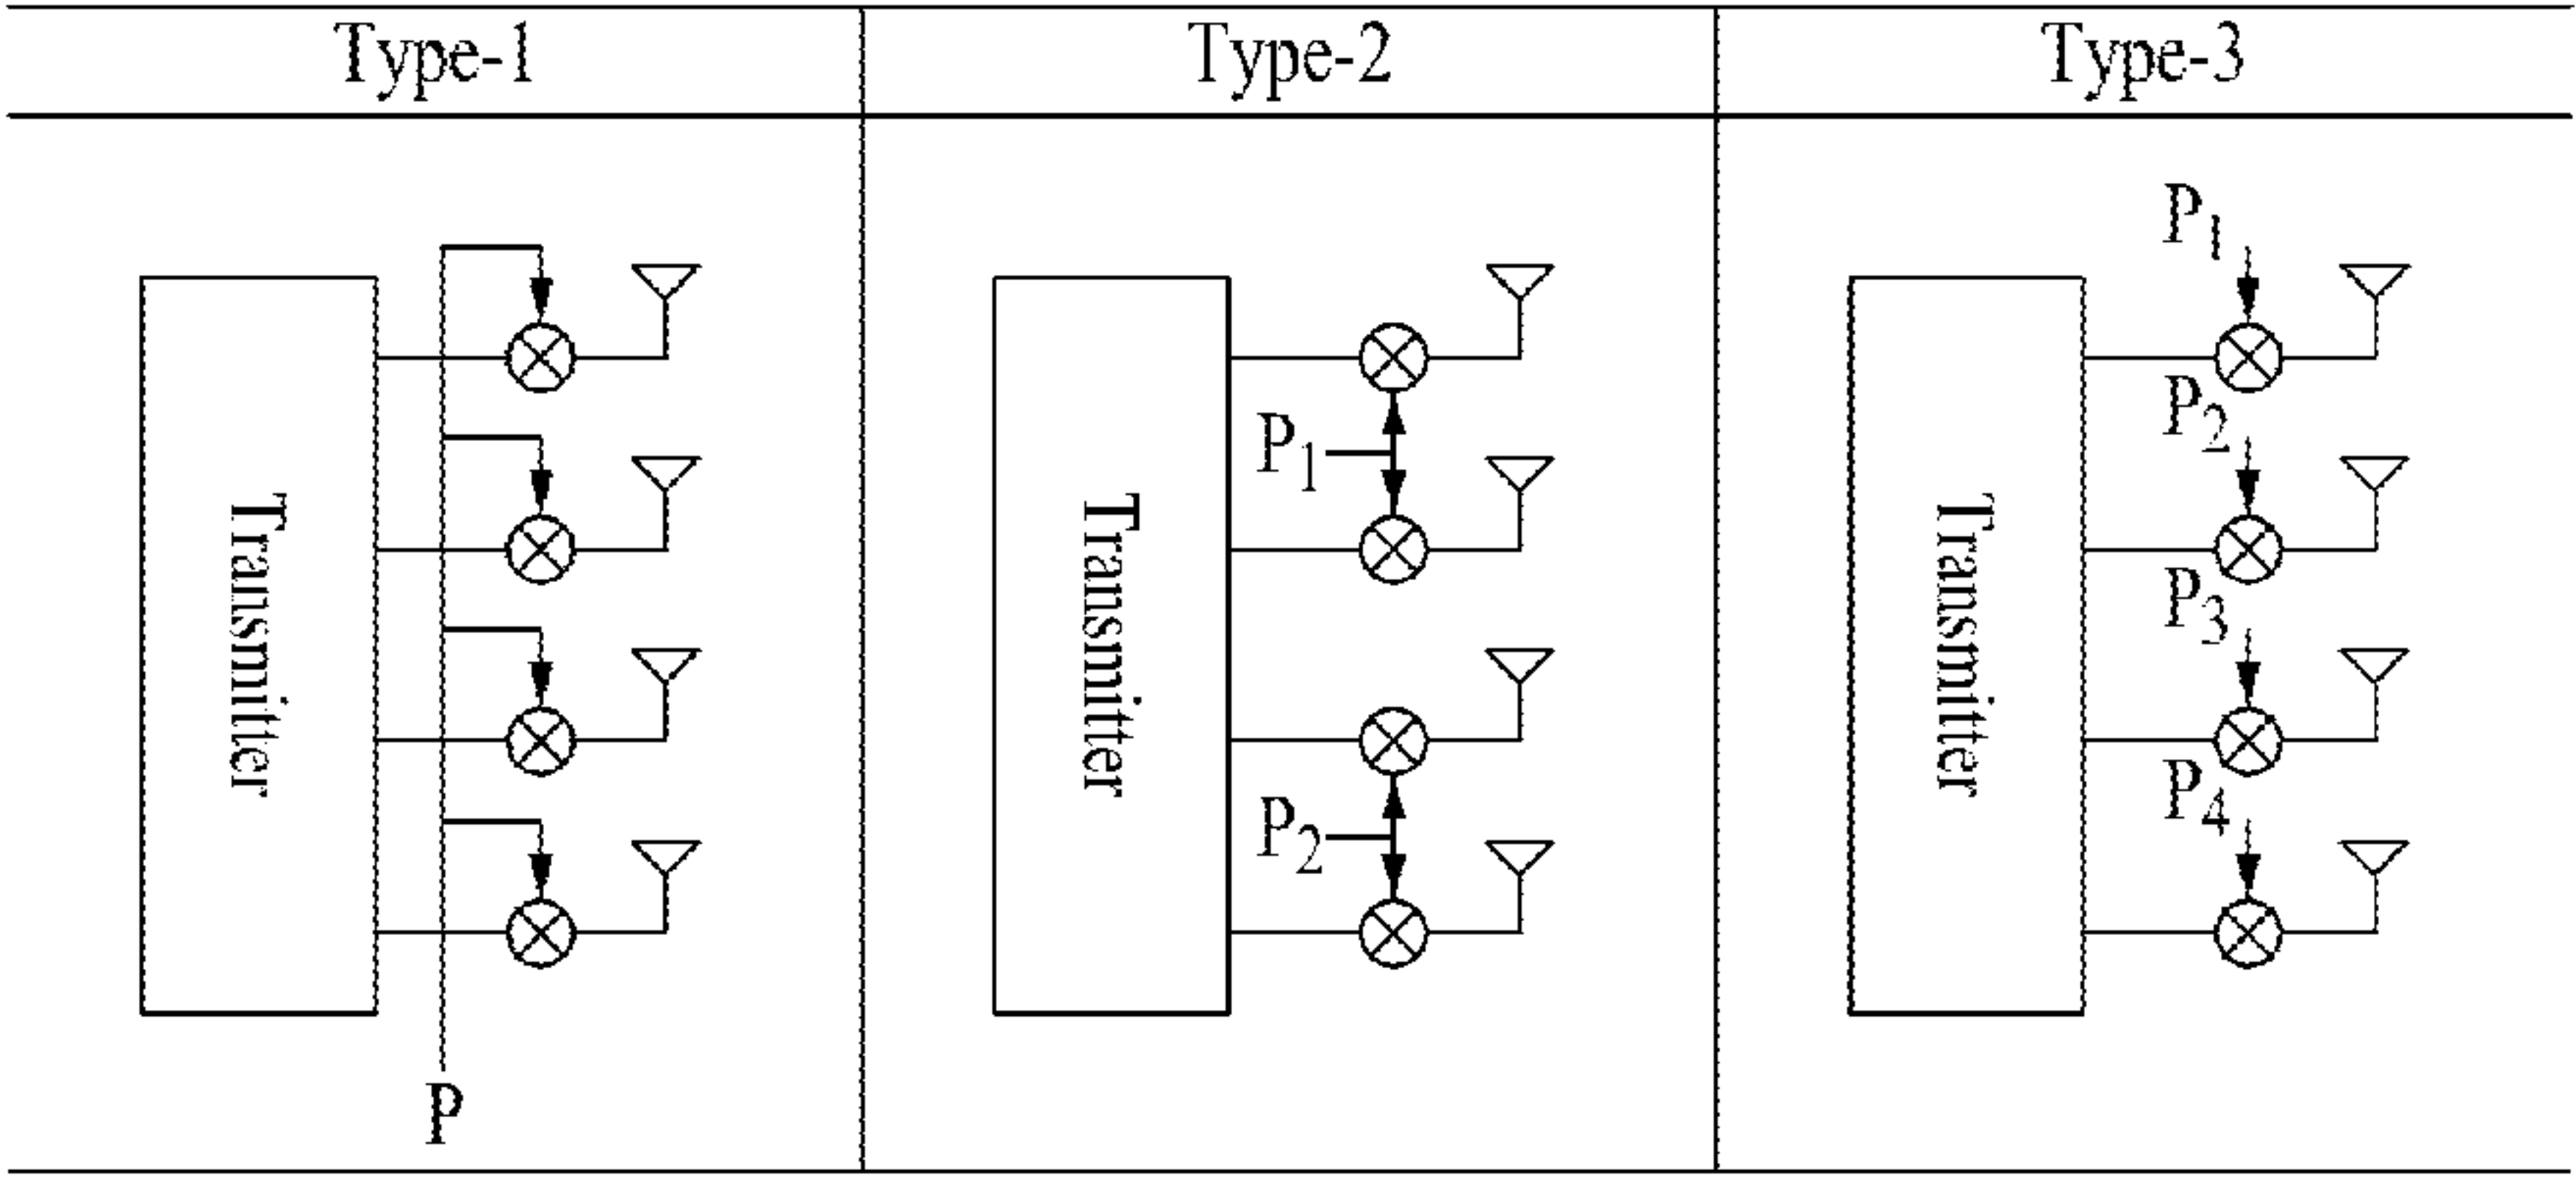 Type-1
Type-2
Type-3
Transmitter
P
Transmitter
P1
P2
Transmitter
P1
P2
P3
P4